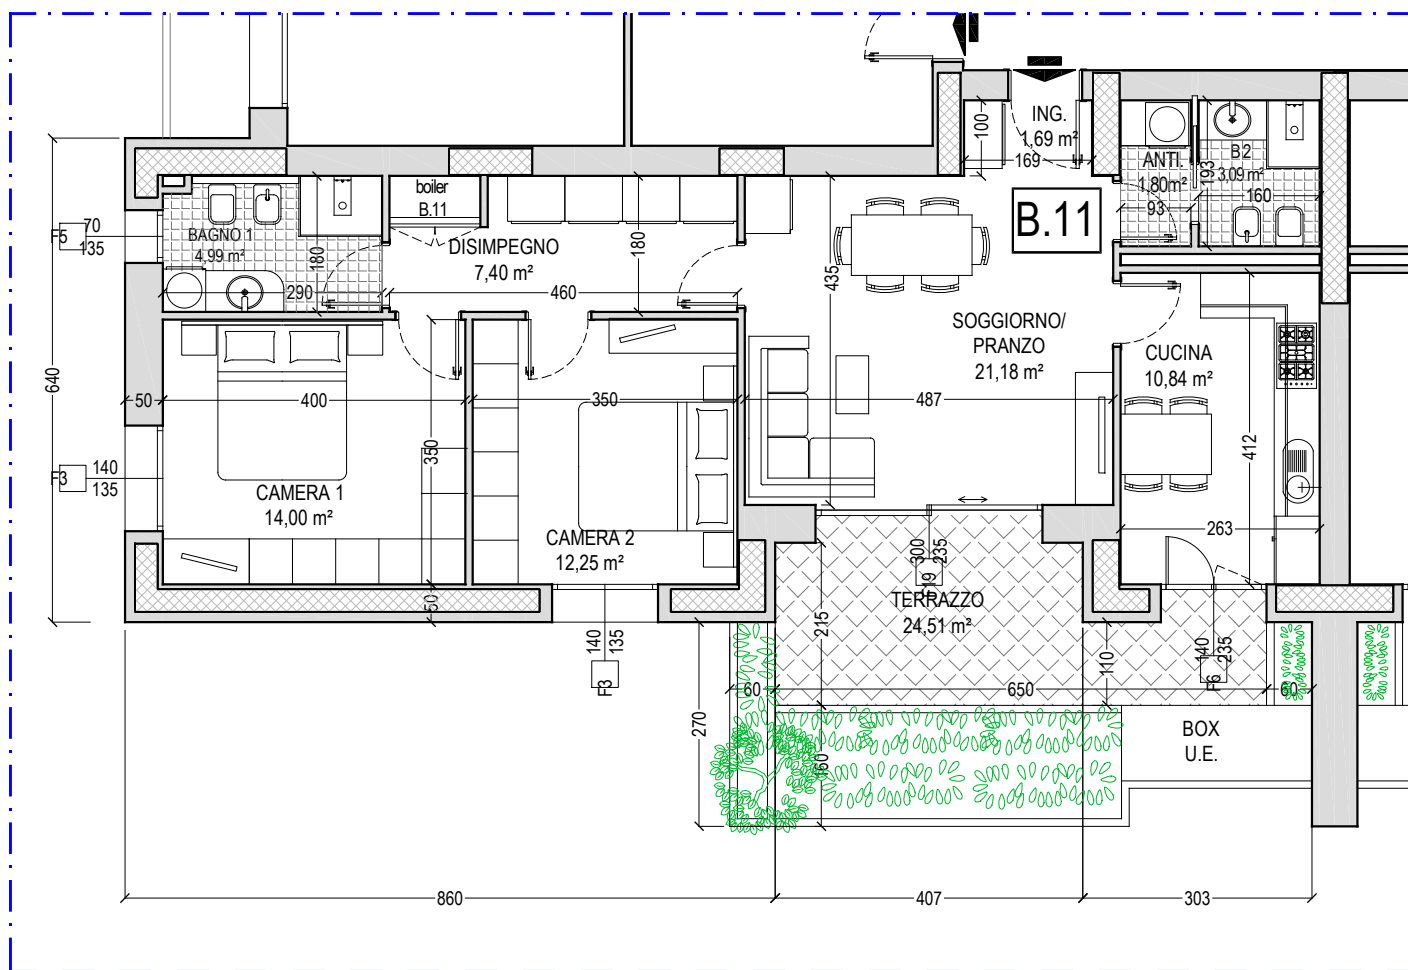 ING.
1,69 m²
100
169
ANTI.
1,80m²
93
B2
3,09 m²
193
160
B.11
boiler
B.11
BAGNO 1
4,99 m²
180
290
DISIMPEGNO
7,40 m²
180
460
F5
70
135
435
SOGGIORNO/
PRANZO
21,18 m²
CUCINA
10,84 m²
640
50
400
350
350
487
412
F3
140
135
CAMERA 1
14,00 m²
CAMERA 2
12,25 m²
263
50
300
235
F19
TERRAZZO
24,51 m²
215
110
140
235
F6
140
135
F3
60
650
60
270
160
BOX
U.E.
860
407
303